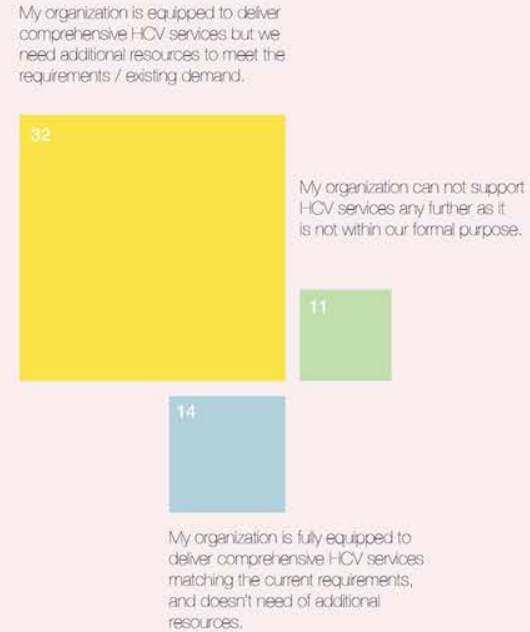 My organization is equipped to deliver
comprehensive HCV services but we
need additional resources to meet the
requirements / existing demand.
32
My organization can not support
HCV services any further as it
is not within our formal purpose.
11
14
My organization is fully equipped to
deliver comprehensive HCV services
matching the current requirements,
and doesn't need of additional
resources.